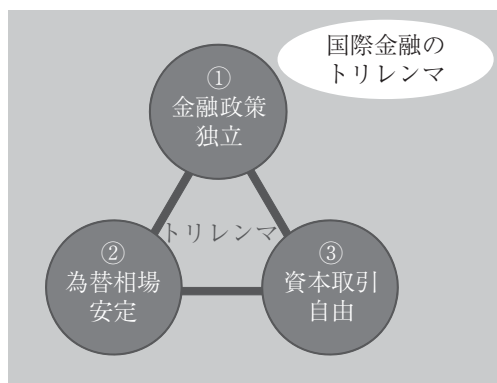 国際金融の
トリレンマ
①
金融政策
独立
トリレンマ
②
為替相場
安定
③
資本取引
自由